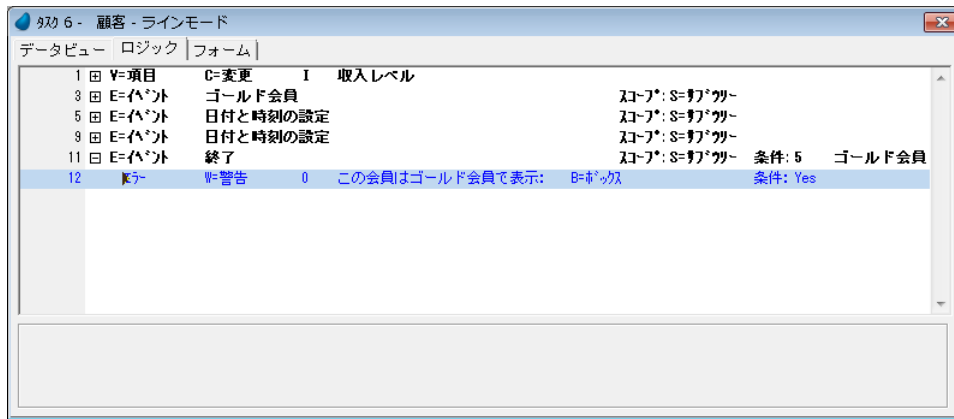 ﾀｽｸ 6 - 顧客 - ラインモード
データビュー ロジック フォーム
1 V=項目 C=変更 I 収入レベル
3 E=ｲﾍﾞﾝﾄ ゴールド会員 ｽｺｰﾌﾟ: S=ｻﾌﾞﾂﾘｰ
5 E=ｲﾍﾞﾝﾄ 日付と時刻の設定 ｽｺｰﾌﾟ: S=ｻﾌﾞﾂﾘｰ
9 E=ｲﾍﾞﾝﾄ 日付と時刻の設定 ｽｺｰﾌﾟ: S=ｻﾌﾞﾂﾘｰ
11 E=ｲﾍﾞﾝﾄ 終了 ｽｺｰﾌﾟ: S=ｻﾌﾞﾂﾘｰ 条件: 5 ゴールド会員
12 ｴﾗｰ W=警告 0 この会員はゴールド会員で表示: B=ﾎﾞｯｸｽ 条件: Yes